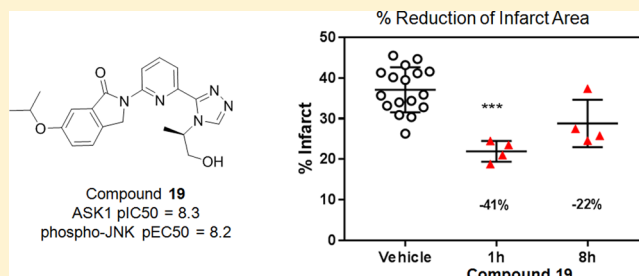 % Reduction of Infarct Area
O
N
N
N
N
N
O
OH
Compound 19
ASK1 pIC50 = 8.3
phospho-JNK pEC50 = 8.2
% Infarct
50
40
30
20
10
0
***
-41%
-22%
Vehicle
1h
8h
Compound 19